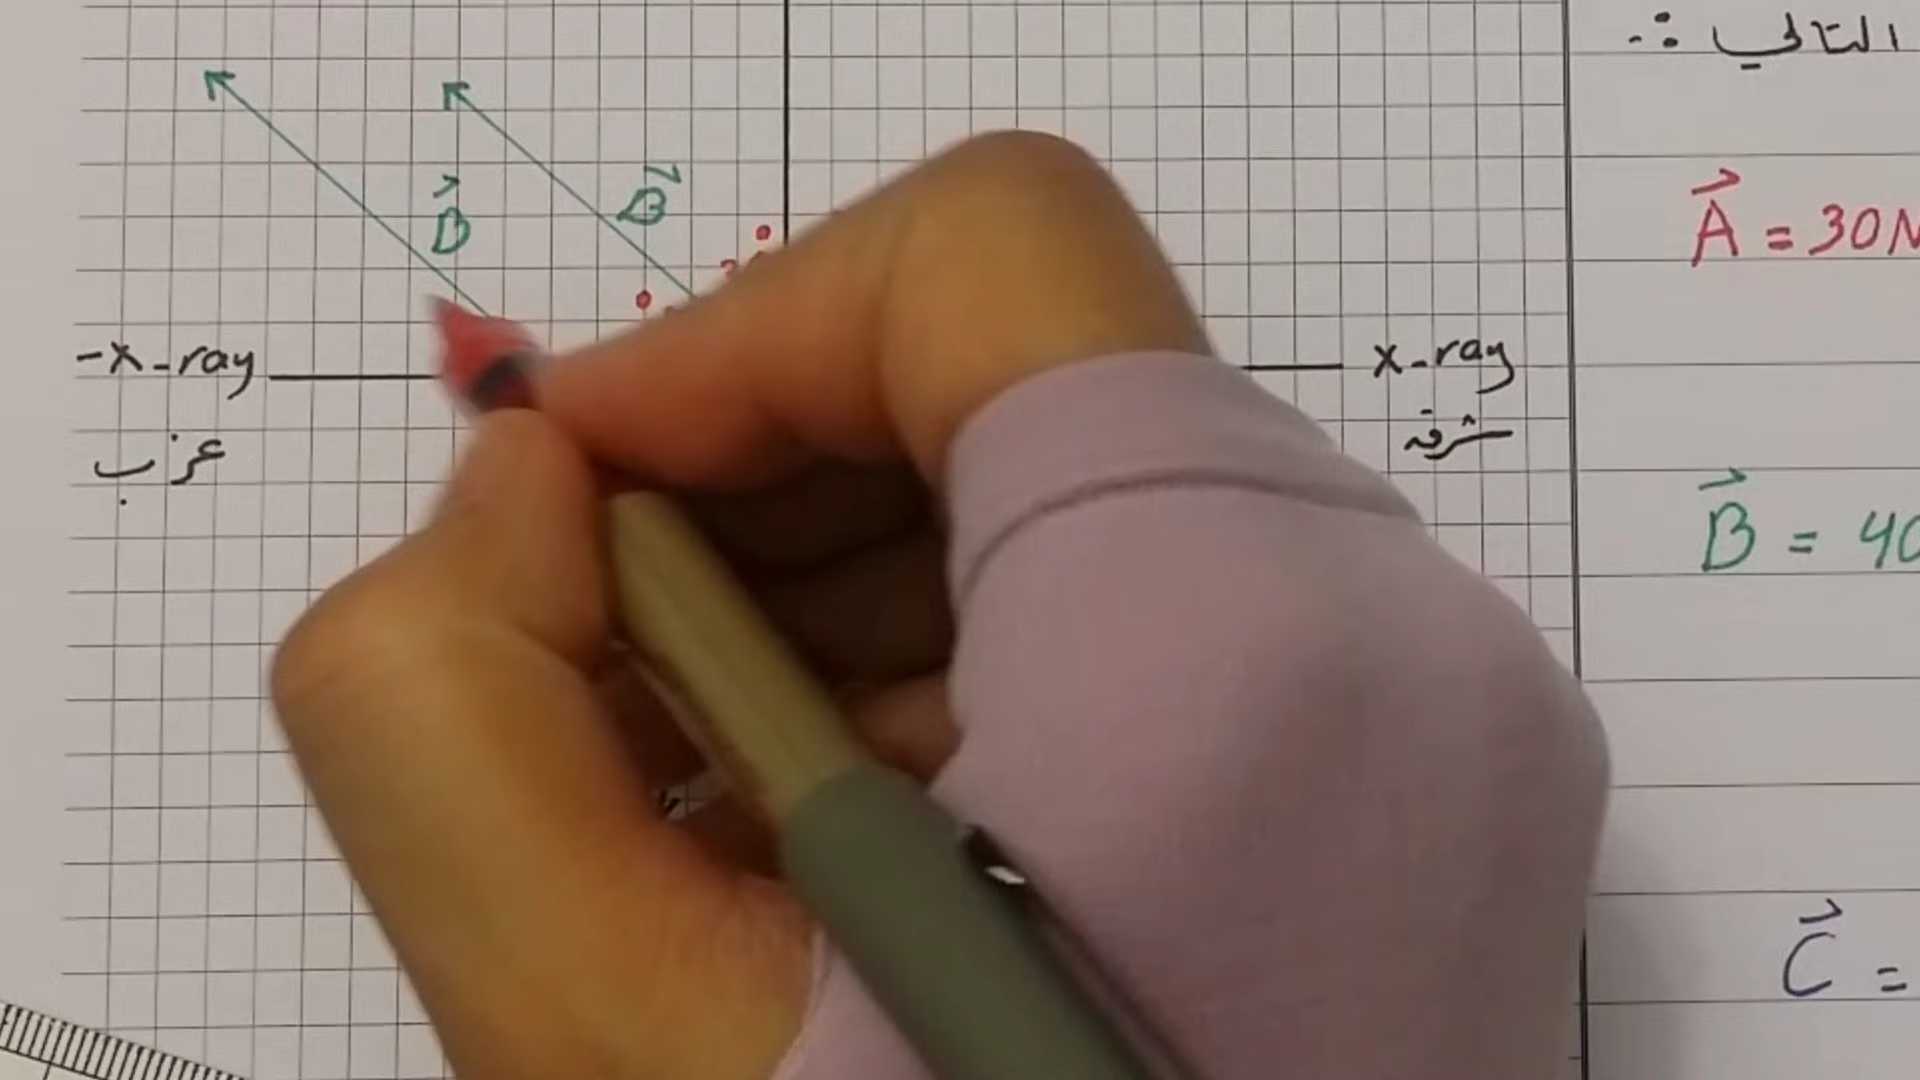 التالي :-
A = 30N
B
B
-x-ray
x-ray
غرب
شرق
B = 40
C =